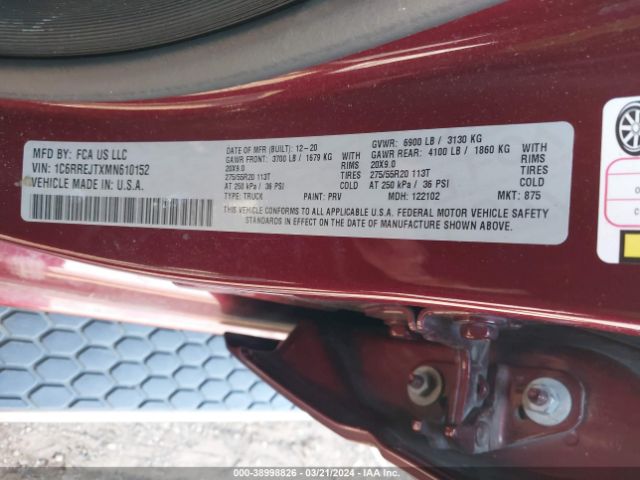 MFD BY: FCA US LLC
VIN: 1C6RREJTXMN610152
VEHICLE MADE IN U.S.A.
DATE OF MFR (BUILT): 12-20
GAWR FRONT: 3700 LB / 1679 KG
WITH
RIMS
20X9.0
TIRES
275/55R20 113T
AT 250 kPa / 36 PSI
TYPE: TRUCK
PAINT: PRV
GVWR: 6900 LB / 3130 KG
GAWR REAR: 4100 LB / 1860 KG
WITH
RIMS
20X9.0
TIRES
275/55R20 113T
AT 250 kPa / 36 PSI
MDH: 122102
MKT: 875
THIS VEHICLE CONFORMS TO ALL APPLICABLE U.S.A. FEDERAL MOTOR VEHICLE SAFETY
STANDARDS IN EFFECT ON THE DATE OF MANUFACTURE SHOWN ABOVE.
000-38998826 - 03/21/2024 - IAA Inc.